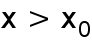 x > x₀